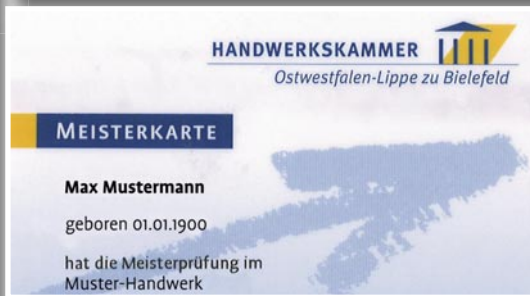 HANDWERKSKAMMER
Ostwestfalen-Lippe zu Bielefeld
MEISTERKARTE
Max Mustermann
geboren 01.01.1900
hat die Meisterprüfung im
Muster-Handwerk